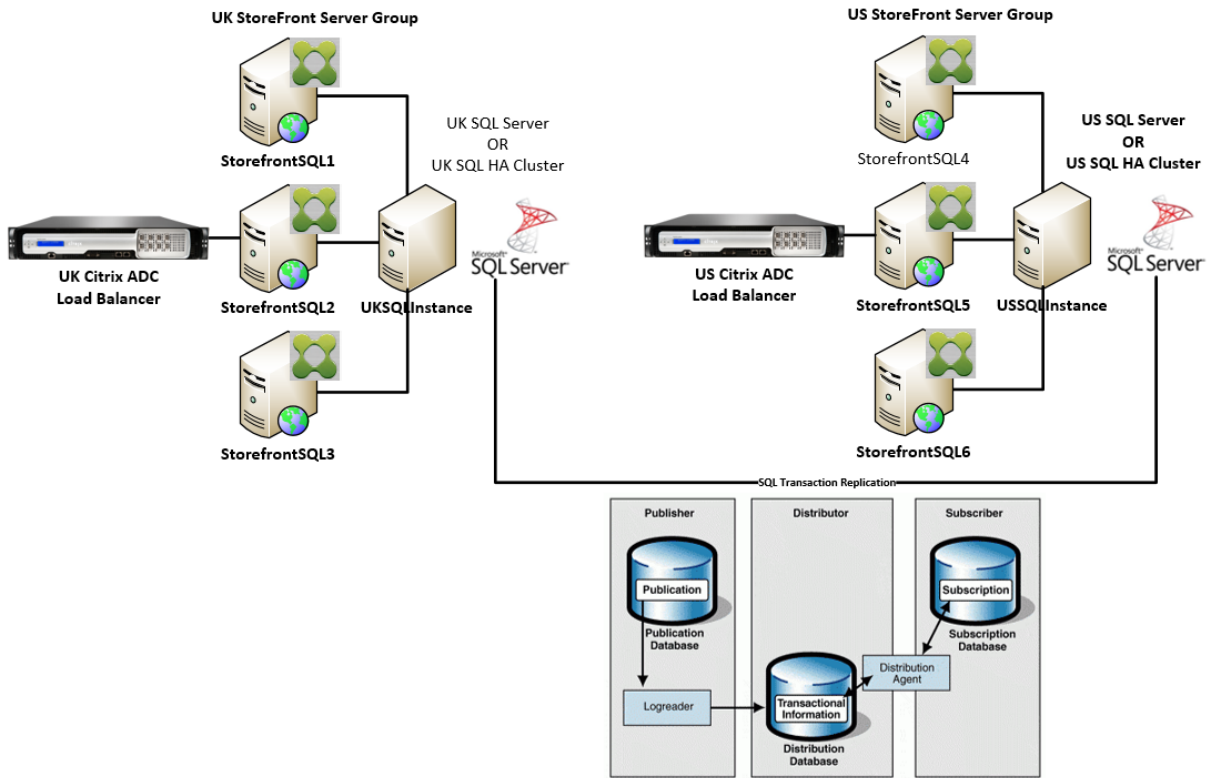 UK StoreFront Server Group
StorefrontSQL1
UK SQL Server
OR
UK SQL HA Cluster
UK Citrix ADC
Load Balancer
StorefrontSQL2
UKSQLInstance
Microsoft
SQL Server
StorefrontSQL3
US StoreFront Server Group
StorefrontSQL4
US SQL Server
OR
US SQL HA Cluster
US Citrix ADC
Load Balancer
StorefrontSQL5
USSQLInstance
Microsoft
SQL Server
StorefrontSQL6
SQL Transaction Replication
Publisher
Publication
Publication
Database
Logreader
Distributor
Transactional
Information
Distribution
Database
Distribution
Agent
Subscriber
Subscription
Subscription
Database